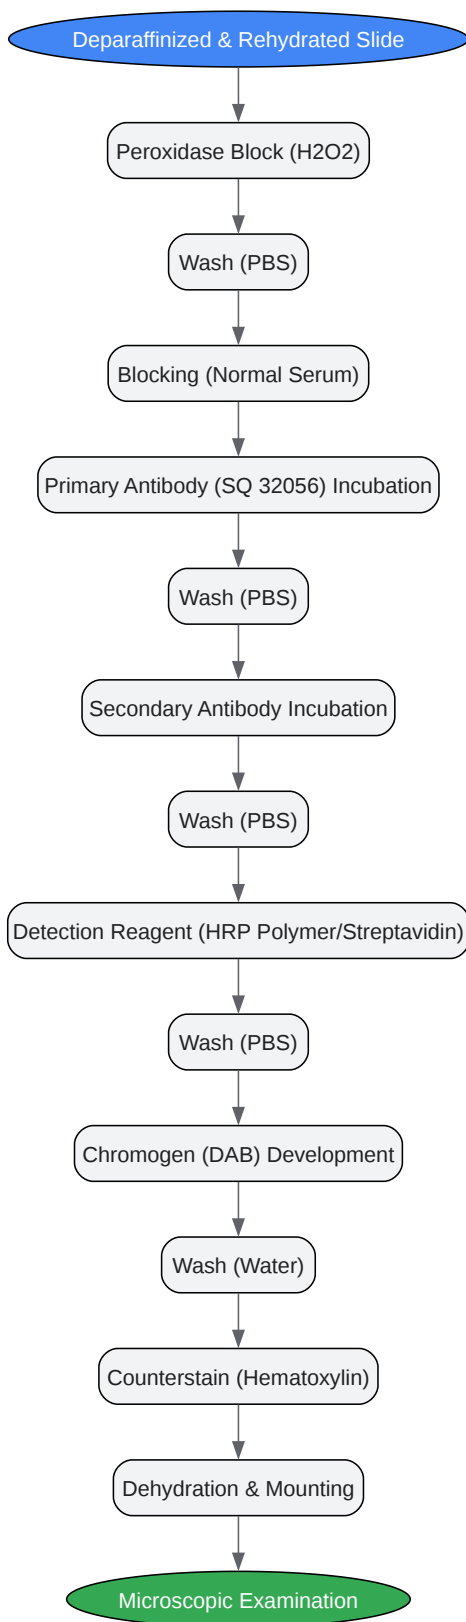 Deparaffinized & Rehydrated Slide
Peroxidase Block (H2O2)
Wash (PBS)
Blocking (Normal Serum)
Primary Antibody (SQ 32056) Incubation
Wash (PBS)
Secondary Antibody Incubation
Wash (PBS)
Detection Reagent (HRP Polymer/Streptavidin)
Wash (PBS)
Chromogen (DAB) Development
Wash (Water)
Counterstain (Hematoxylin)
Dehydration & Mounting
Microscopic Examination